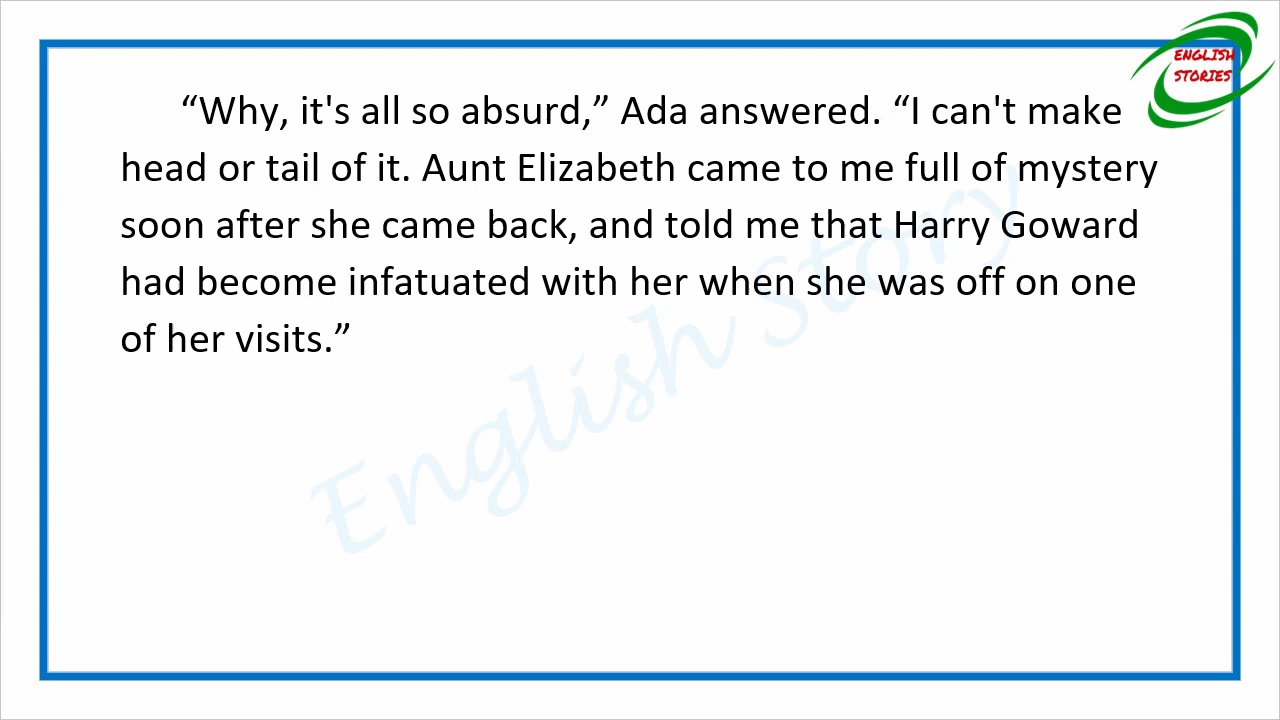 ENGLISH
STORIES
“Why, it's all so absurd,” Ada answered. “I can't make
head or tail of it. Aunt Elizabeth came to me full of mystery
soon after she came back, and told me that Harry Goward
had become infatuated with her when she was off on one
of her visits.”
English Story